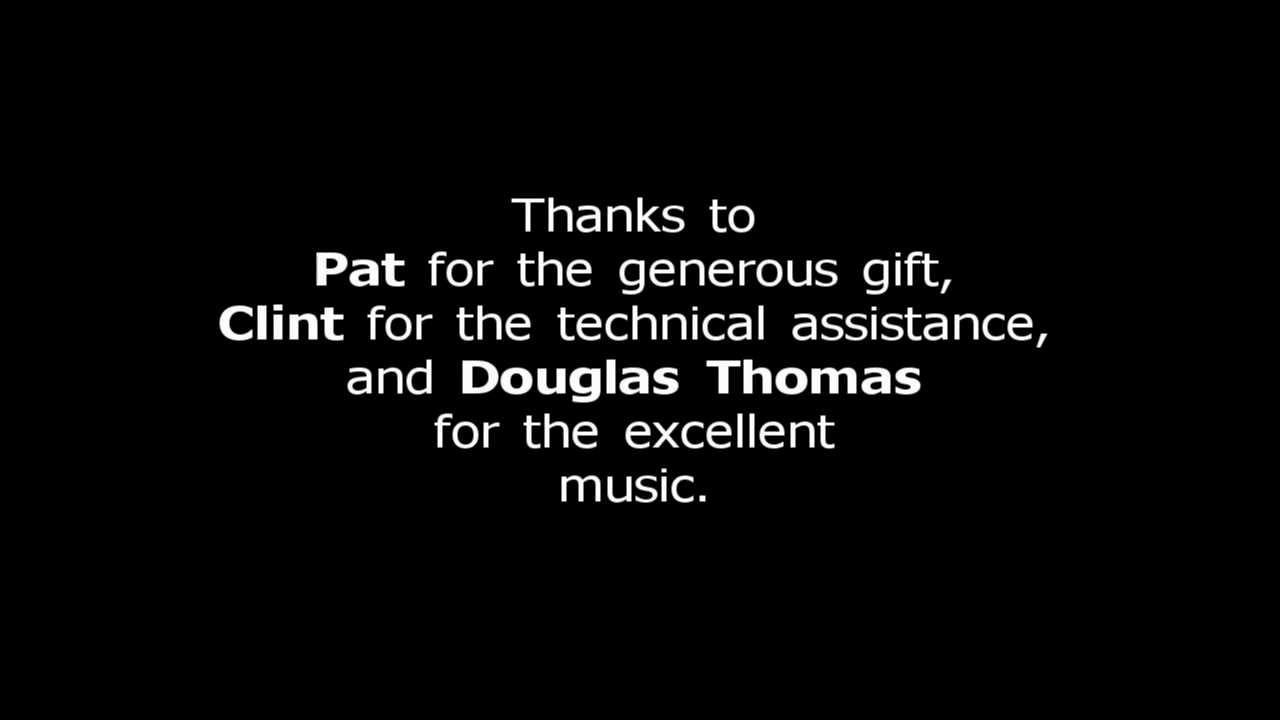 Thanks to
Pat for the generous gift,
Clint for the technical assistance,
and Douglas Thomas
for the excellent
music.